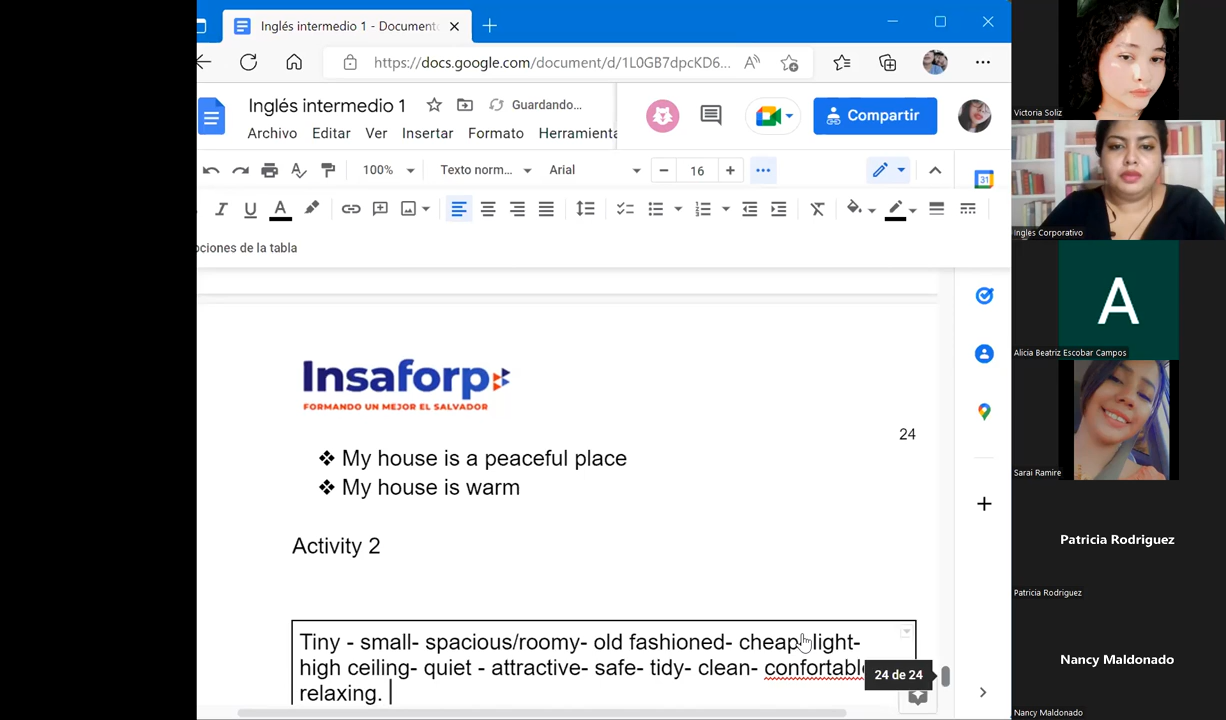 Inglés intermedio 1 - Document
https://docs.google.com/document/d/1L0GB7dpcKD6...
Inglés intermedio 1
Guardando...
Compartir
Archivo Editar Ver Insertar Formato Herramienta
100% Texto norm... Arial 16
de la tabla
Insaforp
FORMANDO UN MEJOR EL SALVADOR
24
❖ My house is a peaceful place
❖ My house is warm
Activity 2
Tiny - small- spacious/roomy- old fashioned- cheap- light-
high ceiling- quiet - attractive- safe- tidy- clean- confortable
relaxing.
24 de 24
31
Victoria Soliz
Ingles Corporativo
A
Alicia Beatriz Escobar Campos
Sarai Ramire
Patricia Rodriguez
Patricia Rodriguez
Nancy Maldonado
Nancy Maldonado